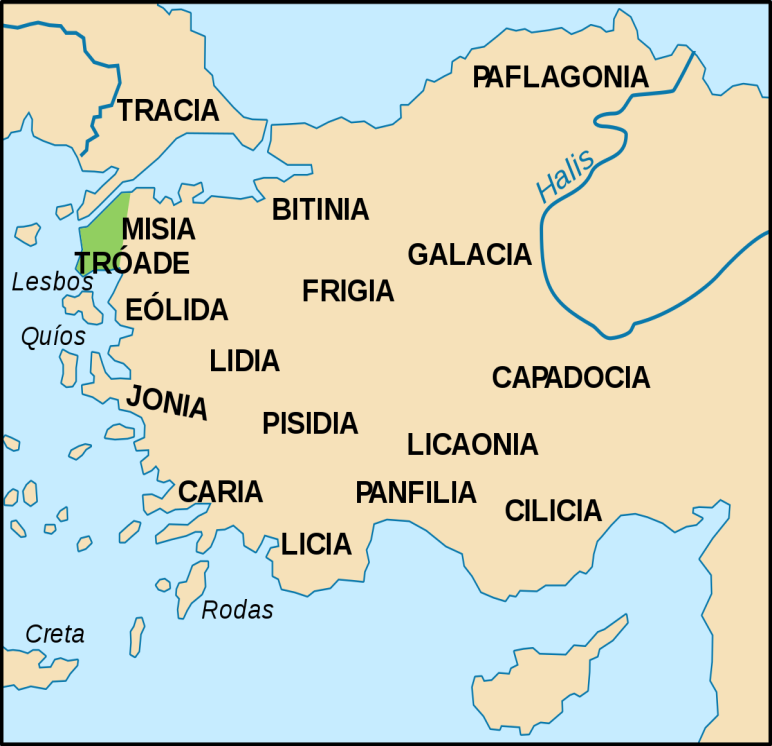 PAFLAGONIA
TRACIA
Halis
BITINIA
MISIA
GALACIA
TRÓADE
Lesbos
FRIGIA
EÓLIDA
Quíos
LIDIA
CAPADOCIA
JONIA
PISIDIA
LICAONIA
CARIA
PANFILIA
CILICIA
LICIA
Rodas
Creta